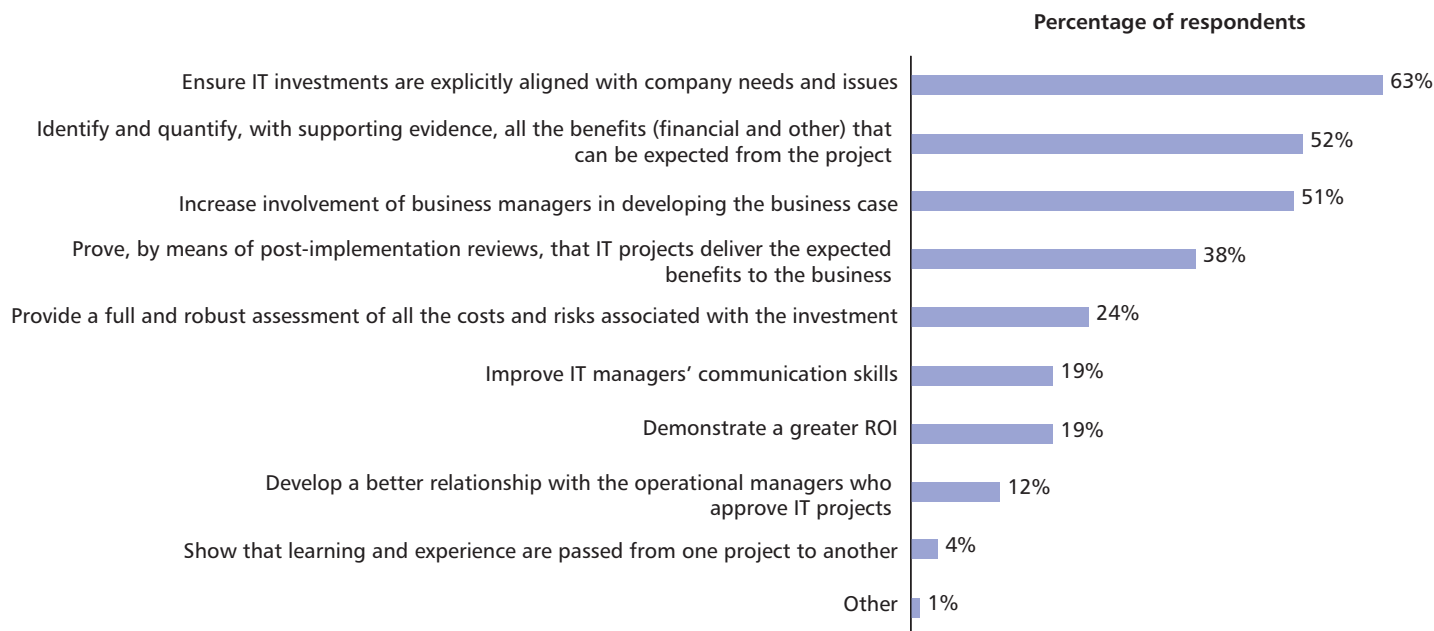 Percentage of respondents
Ensure IT investments are explicitly aligned with company needs and issues
63%
Identify and quantify, with supporting evidence, all the benefits (financial and other) that
can be expected from the project
52%
Increase involvement of business managers in developing the business case
51%
Prove, by means of post-implementation reviews, that IT projects deliver the expected
benefits to the business
38%
Provide a full and robust assessment of all the costs and risks associated with the investment
24%
Improve IT managers’ communication skills
19%
Demonstrate a greater ROI
19%
Develop a better relationship with the operational managers who
approve IT projects
12%
Show that learning and experience are passed from one project to another
4%
Other
1%